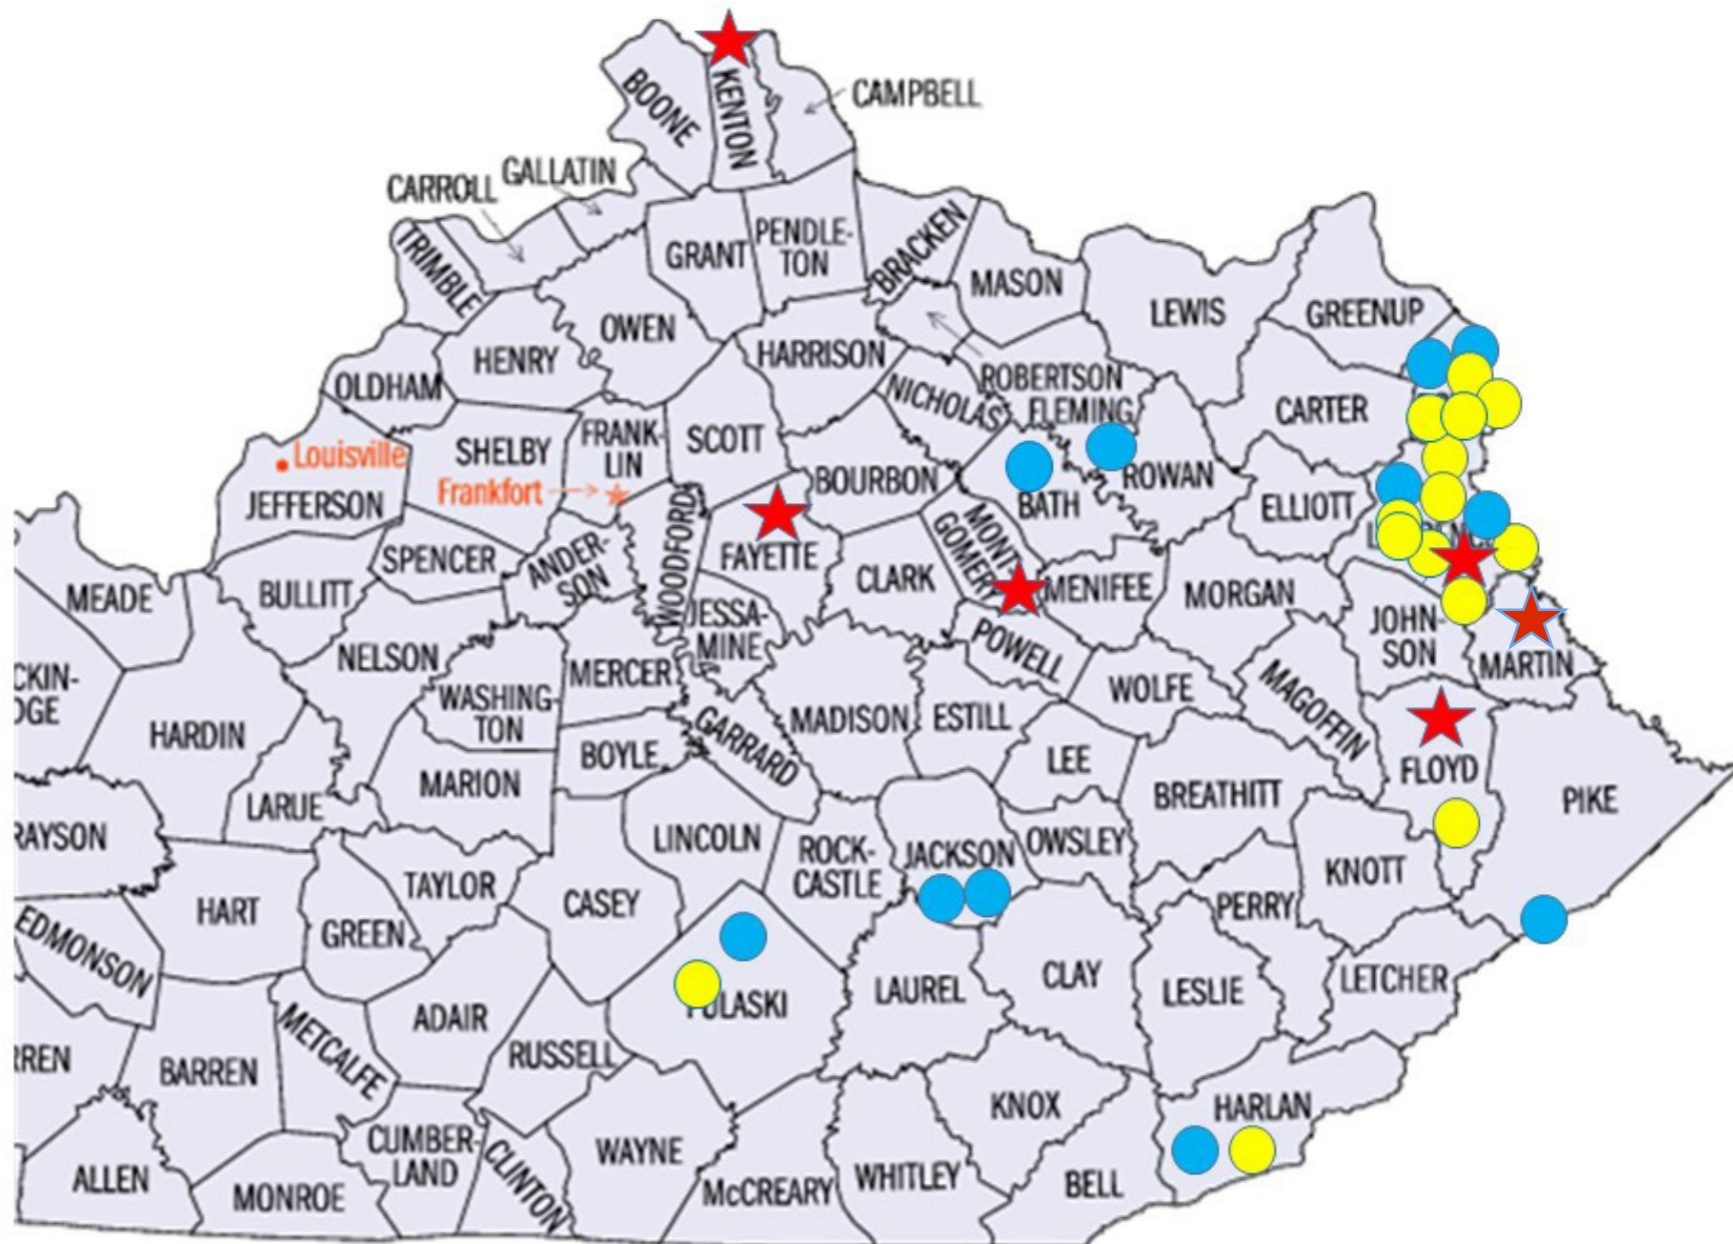 CAMPBELL
BOONE
KENTON
GALLATIN
CARROLL
TRIMBLE
GRANT
PENDLE-
TON
BRACKEN
MASON
LEWIS
GREENUP
OWEN
HENRY
HARRISON
ROBERTSON
NICHOLAS
FLEMING
CARTER
OLDHAM
SHELBY
FRANK-
LIN
SCOTT
Louisville
Frankfort
JEFFERSON
BOURBON
BATH
ROWAN
ELLIOTT
SPENCER
ANDER-
SON
WOODFORD
FAYETTE
MONT-
GOMERY
MEADE
BULLITT
CLARK
MENIFEE
MORGAN
JOHN-
SON
MARTIN
JESSA-
MINE
POWELL
NELSON
MERCER
WASHING-
TON
CKIN-
DGE
HARDIN
GARRARD
MADISON
ESTILL
WOLFE
MAGOFFIN
LEE
FLOYD
PIKE
BOYLE
MARION
LARUE
BREATHITT
RAYSON
LINCOLN
ROCK-
CASTLE
JACKSON
OWSLEY
KNOTT
TAYLOR
HART
GREEN
CASEY
PERRY
EDMONSON
PULASKI
LAUREL
CLAY
LESLIE
LETCHER
ADAIR
METCALFE
RUSSELL
RREN
BARREN
KNOX
HARLAN
CUMBER-
LAND
CLINTON
WAYNE
ALLEN
MONROE
McCREARY
WHITLEY
BELL